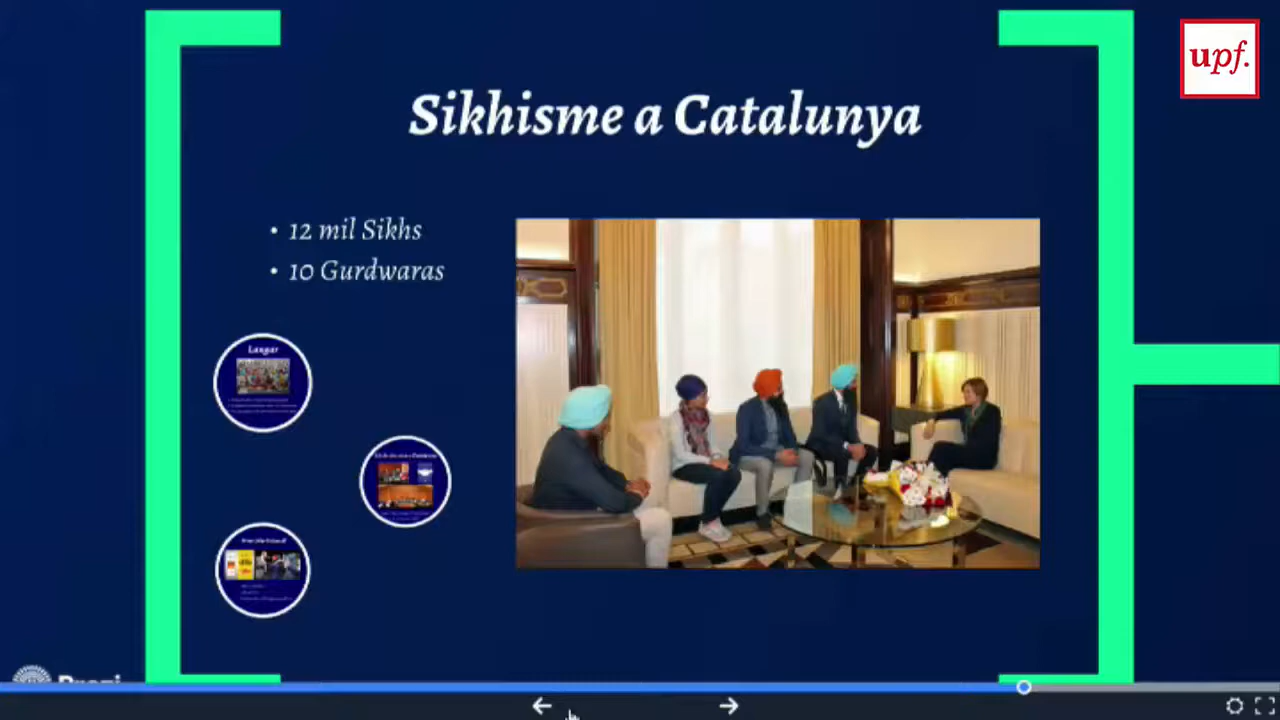 upf.
Sikhisme a Catalunya
• 12 mil Sikhs
• 10 Gurdwaras
Langar